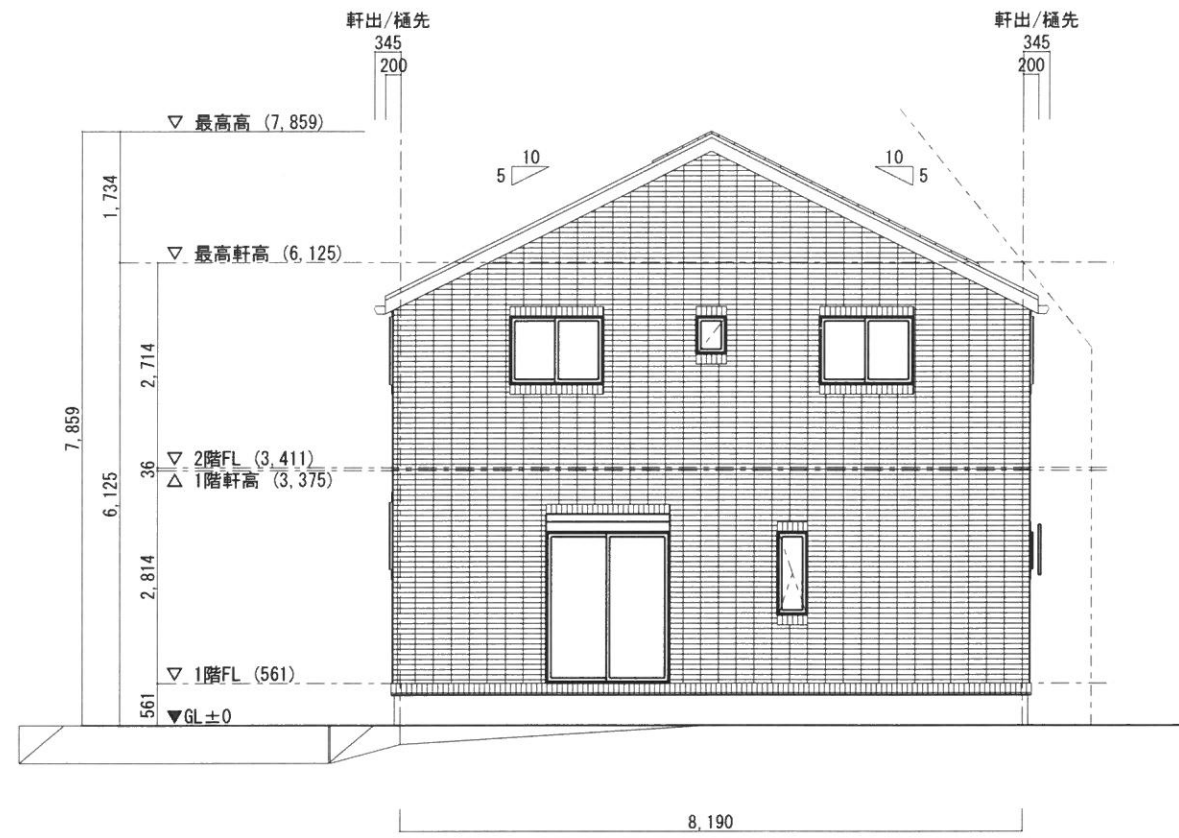 軒出/樋先
345
200
軒出/樋先
345
200
▽ 最高高 (7,859)
10
5
10
5
1,734
▽ 最高軒高 (6,125)
2,714
7,859
▽ 2階FL (3,411)
36
△ 1階軒高 (3,375)
6,125
2,814
▽ 1階FL (561)
561
▼GL±0
8,190